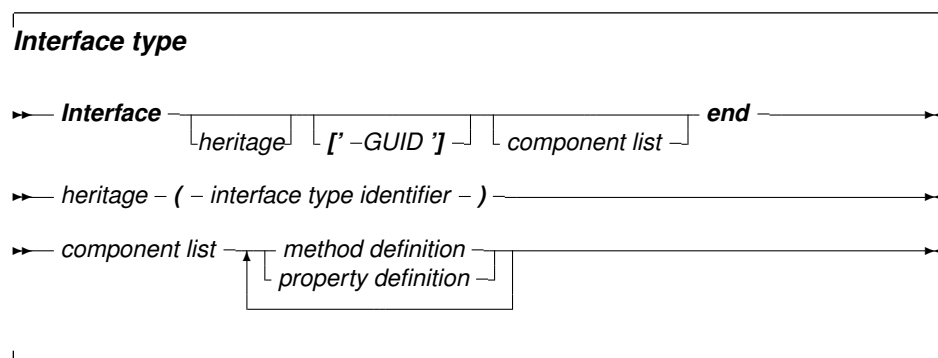 Interface type
Interface heritage [' GUID '] component list end
heritage ( interface type identifier )
component list method definition
property definition